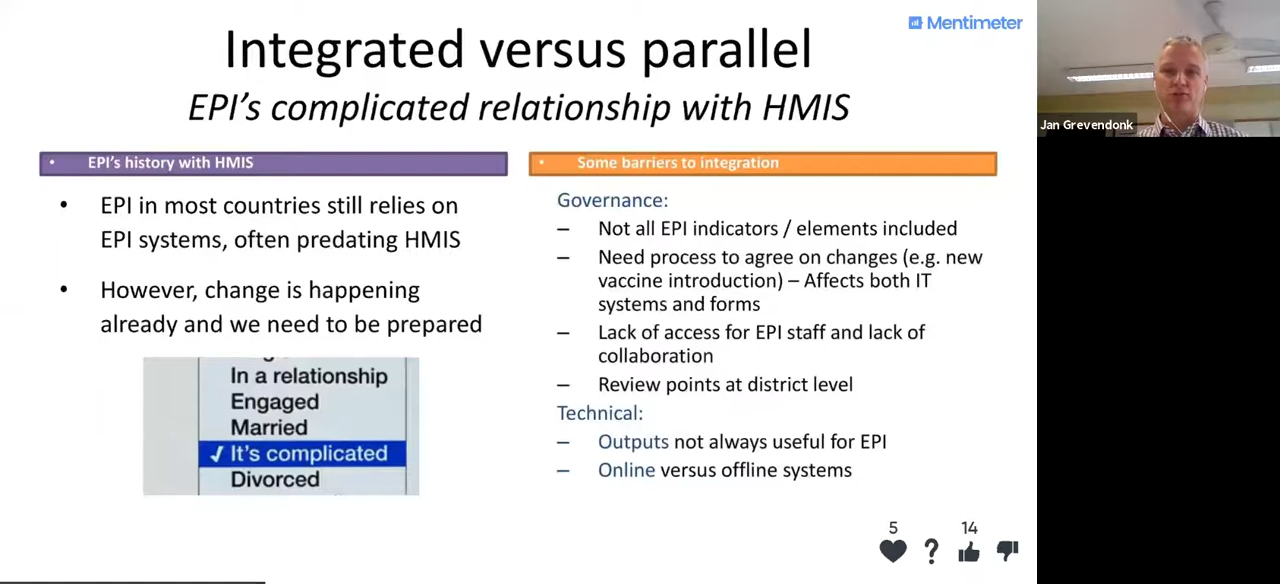 Mentimeter
Integrated versus parallel
EPI's complicated relationship with HMIS
• EPI's history with HMIS
• EPI in most countries still relies on
EPI systems, often predating HMIS
• However, change is happening
already and we need to be prepared
In a relationship
Engaged
Married
✓ It's complicated
Divorced
• Some barriers to integration
Governance:
– Not all EPI indicators / elements included
– Need process to agree on changes (e.g. new
vaccine introduction) – Affects both IT
systems and forms
– Lack of access for EPI staff and lack of
collaboration
– Review points at district level
Technical:
– Outputs not always useful for EPI
– Online versus offline systems
5
?
14
Jan Grevendonk